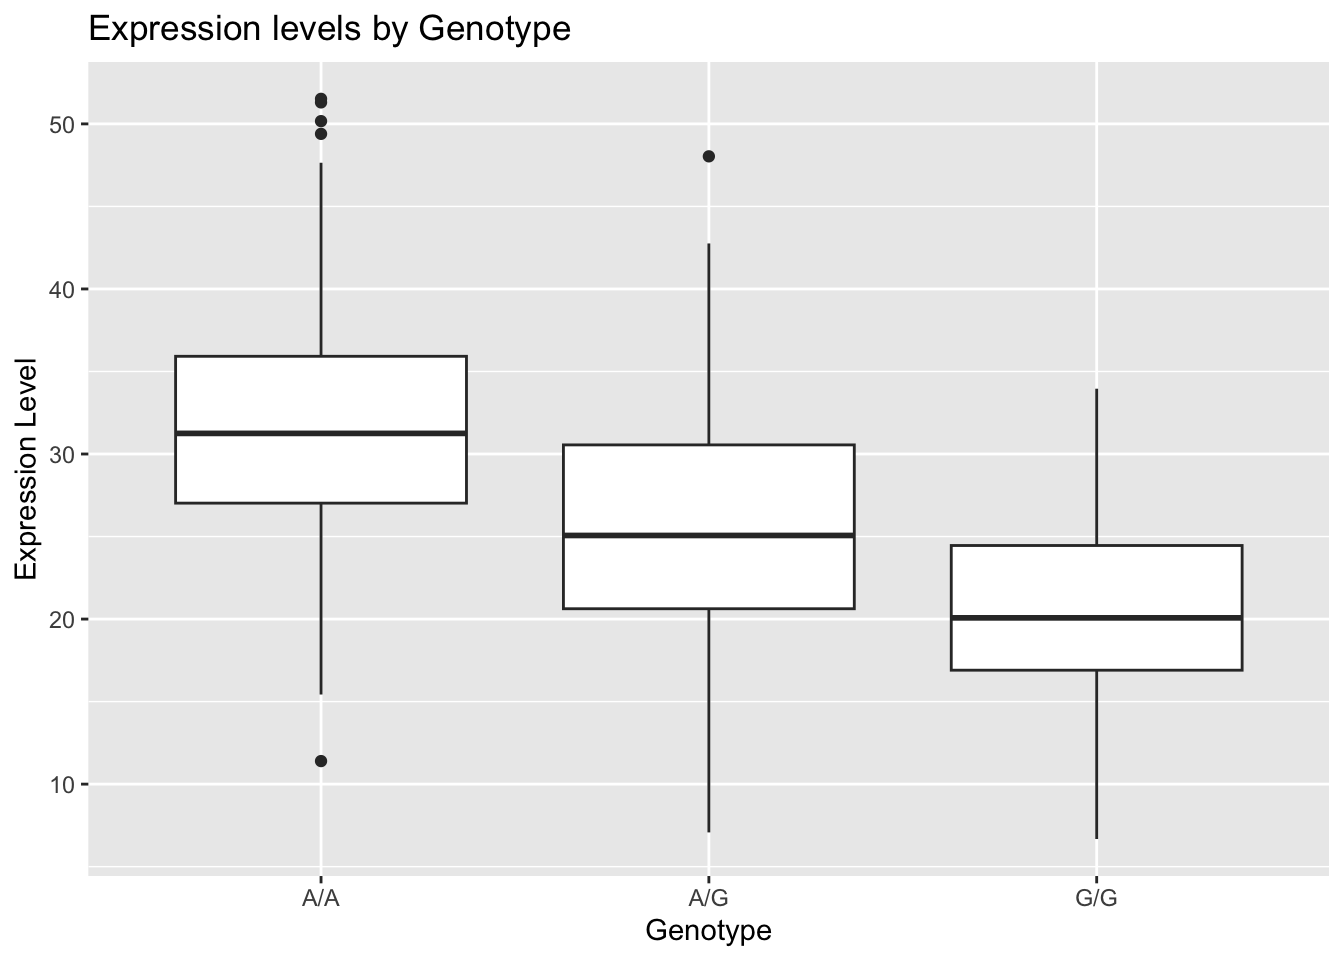 Expression levels by Genotype
Expression Level
50
40
30
20
10
A/A
A/G
G/G
Genotype